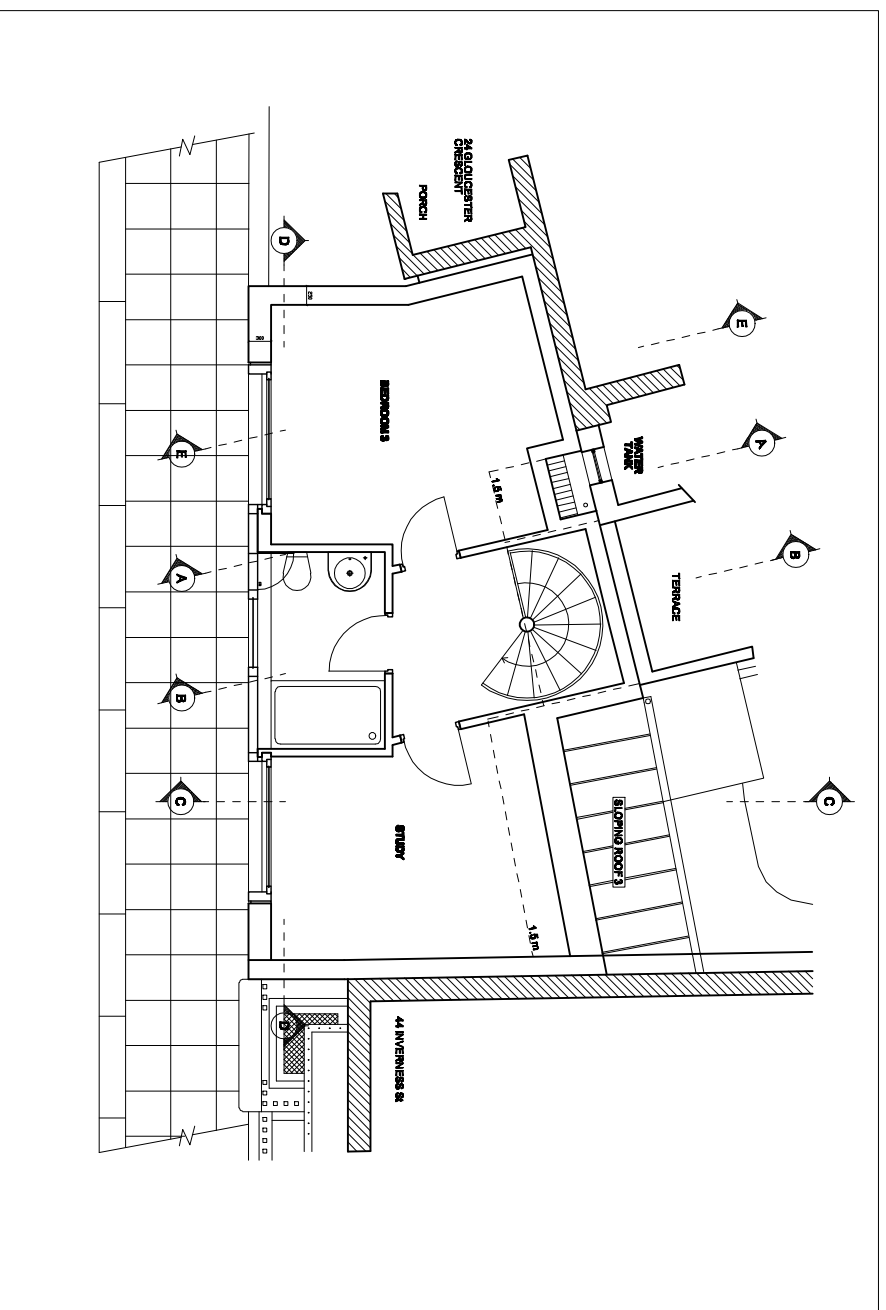 24 GLOUCESTER
CRESCENT
PORCH
D
E
A
B
C
WATER
TANK
TERRACE
BEDROOM 3
1.5 m
300
SLOPING ROOF 3
STUDY
1.5 m
E
A
B
C
D
44 INVERNESS St